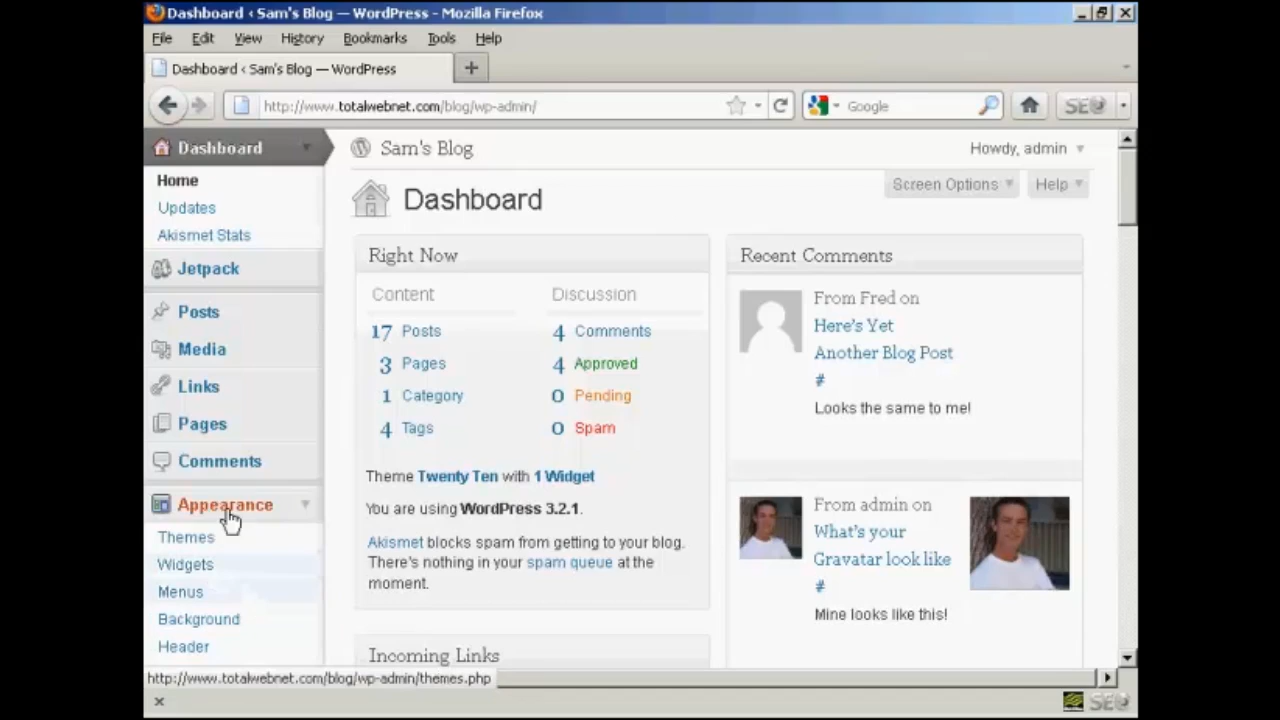 Dashboard ‹ Sam's Blog — WordPress - Mozilla Firefox
File Edit View History Bookmarks Tools Help
Dashboard ‹ Sam's Blog — WordPress
http://www.totalwebnet.com/blog/wp-admin/
Google
SEO
Dashboard
Home
Updates
Akismet Stats
Jetpack
Posts
Media
Links
Pages
Comments
Appearance
Themes
Widgets
Menus
Background
Header
Sam's Blog
Howdy, admin
Screen Options
Help
Dashboard
Right Now
Content
Discussion
17 Posts
4 Comments
3 Pages
4 Approved
1 Category
0 Pending
4 Tags
0 Spam
Theme Twenty Ten with 1 Widget
You are using WordPress 3.2.1.
Akismet blocks spam from getting to your blog.
There's nothing in your spam queue at the
moment.
Incoming Links
Recent Comments
From Fred on
Here's Yet
Another Blog Post
#
Looks the same to me!
From admin on
What's your
Gravatar look like
#
Mine looks like this!
http://www.totalwebnet.com/blog/wp-admin/themes.php
SEO